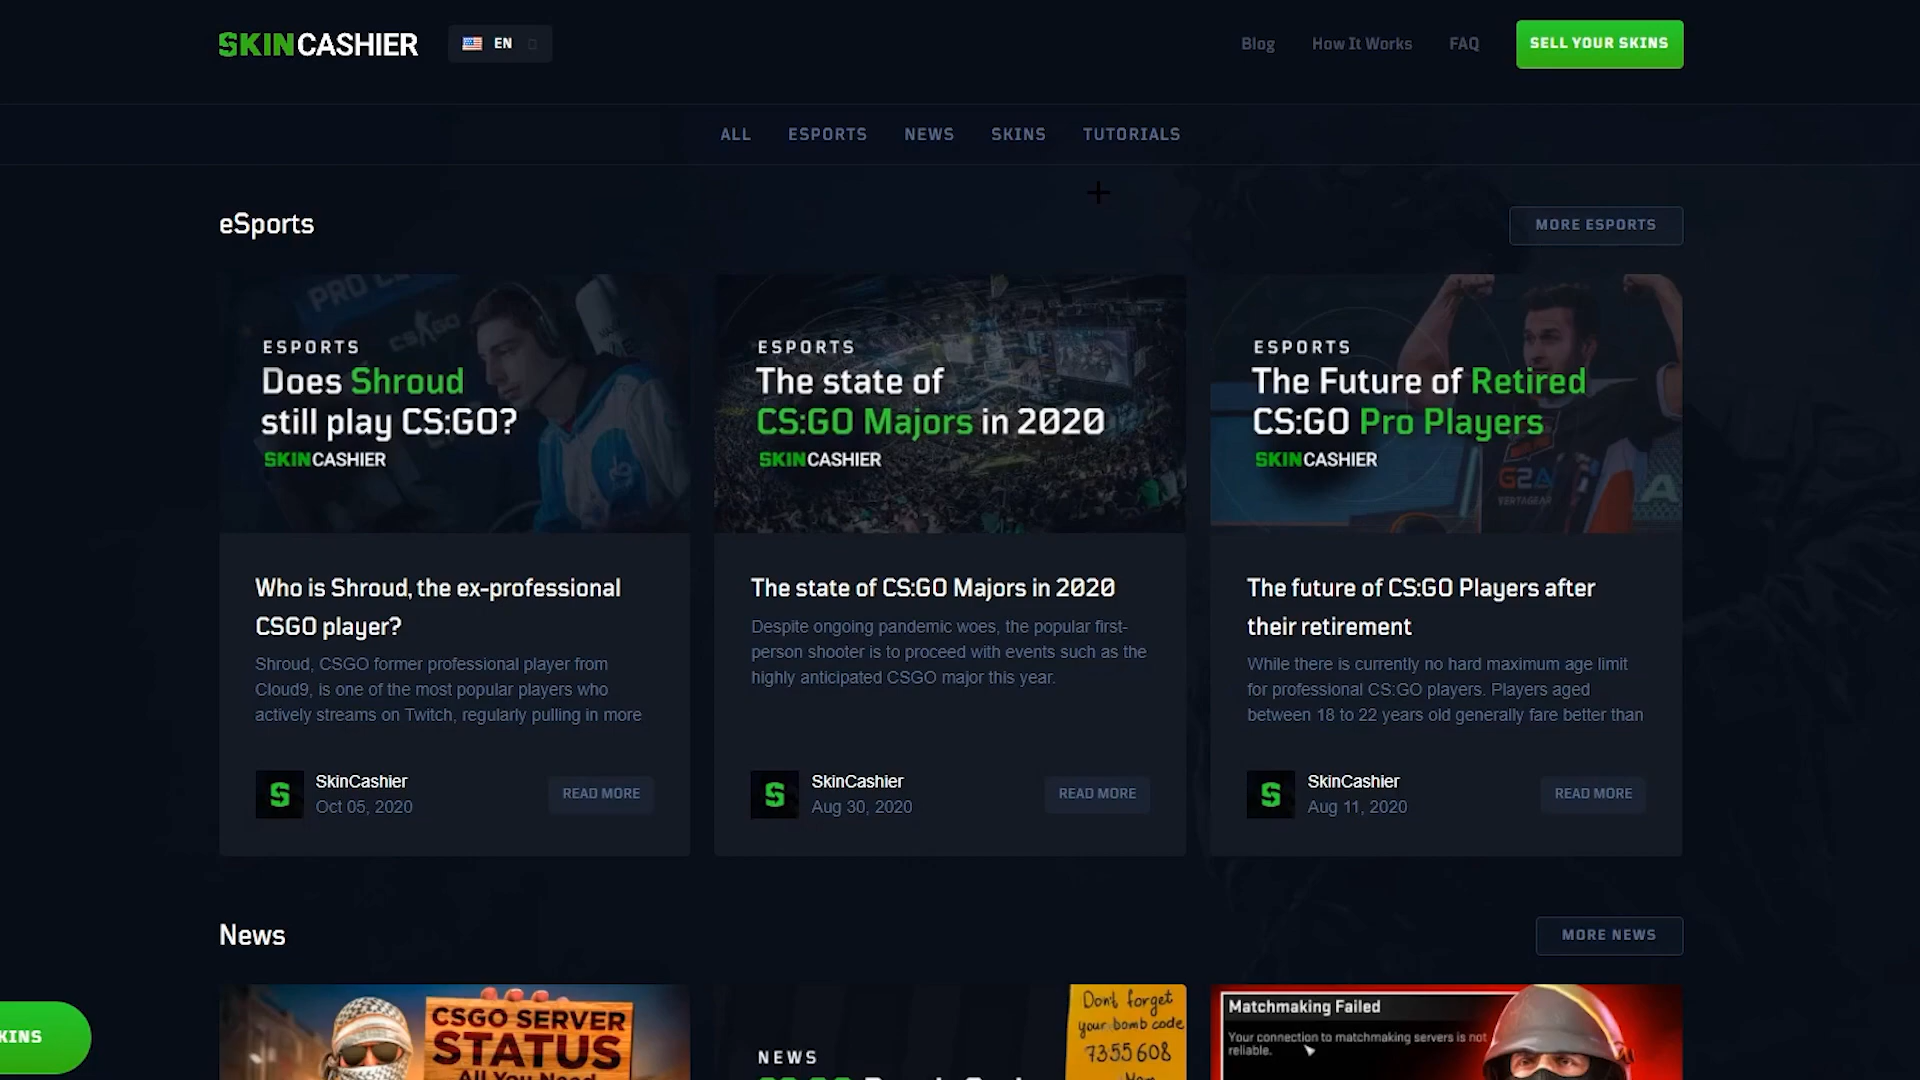 SKINCASHIER
EN
Blog
How It Works
FAQ
SELL YOUR SKINS
ALL
ESPORTS
NEWS
SKINS
TUTORIALS
eSports
MORE ESPORTS
PRO
CS:GO
ESPORTS
Does Shroud
still play CS:GO?
SKINCASHIER
ESPORTS
The state of
CS:GO Majors in 2020
SKINCASHIER
ESPORTS
The Future of Retired
CS:GO Pro Players
SKINCASHIER
G2A
VERTAGEAR
Who is Shroud, the ex-professional
CSGO player?
Shroud, CSGO former professional player from
Cloud9, is one of the most popular players who
actively streams on Twitch, regularly pulling in more
SkinCashier
Oct 05, 2020
READ MORE
The state of CS:GO Majors in 2020
Despite ongoing pandemic woes, the popular first-
person shooter is to proceed with events such as the
highly anticipated CSGO major this year.
SkinCashier
Aug 30, 2020
READ MORE
The future of CS:GO Players after
their retirement
While there is currently no hard maximum age limit
for professional CS:GO players. Players aged
between 18 to 22 years old generally fare better than
SkinCashier
Aug 11, 2020
READ MORE
News
MORE NEWS
KINS
CSGO SERVER
STATUS
All You Need
NEWS
Don't forget
your bomb code
7355608
Matchmaking Failed
Your connection to matchmaking servers is not
reliable.